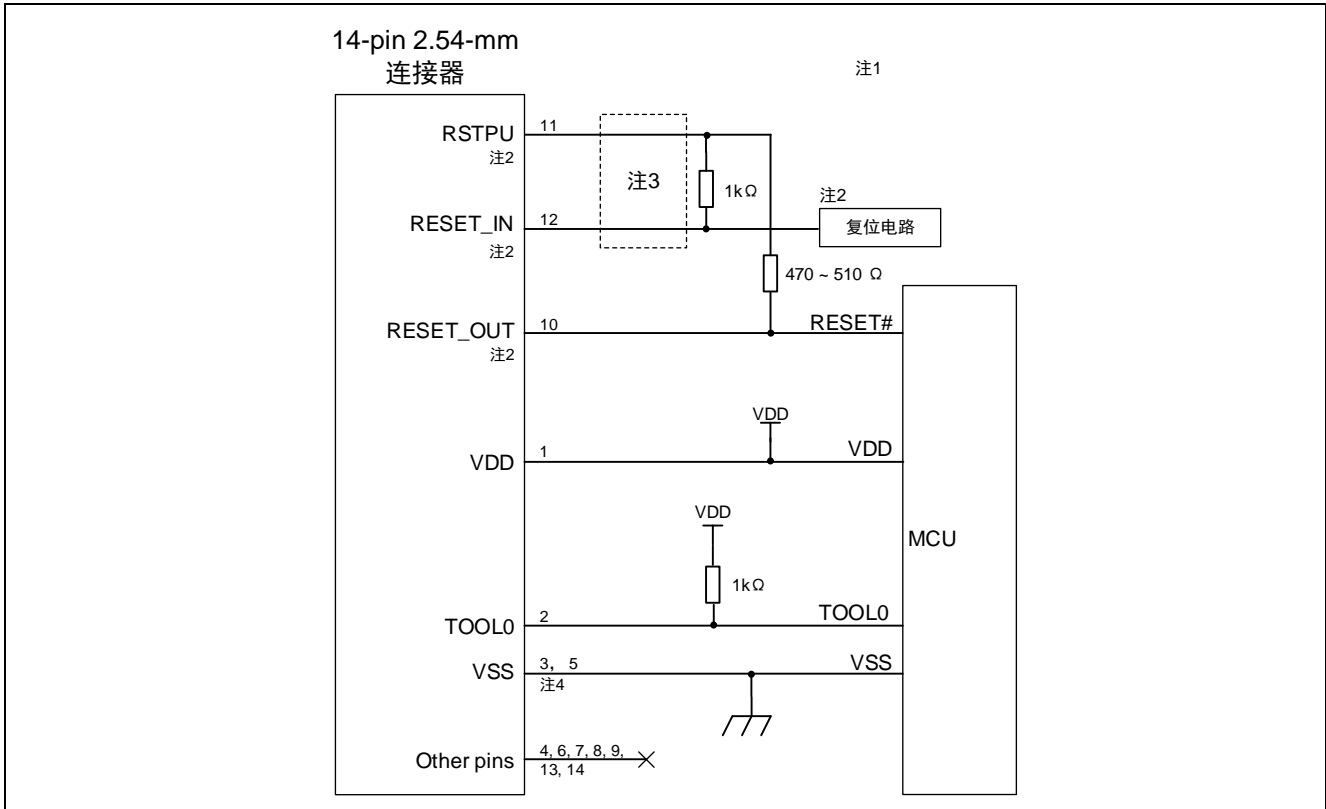 14-pin 2.54-mm
连接器
注1
RSTPU 11
注2
注3
1kΩ
注2
RESET_IN 12
复位电路
注2
470 ~ 510 Ω
RESET_OUT 10 RESET#
注2
VDD
VDD 1 VDD
VDD
MCU
1kΩ
TOOL0 2 TOOL0
VSS 3, 5 VSS
注4
Other pins 4, 6, 7, 8, 9,
13, 14